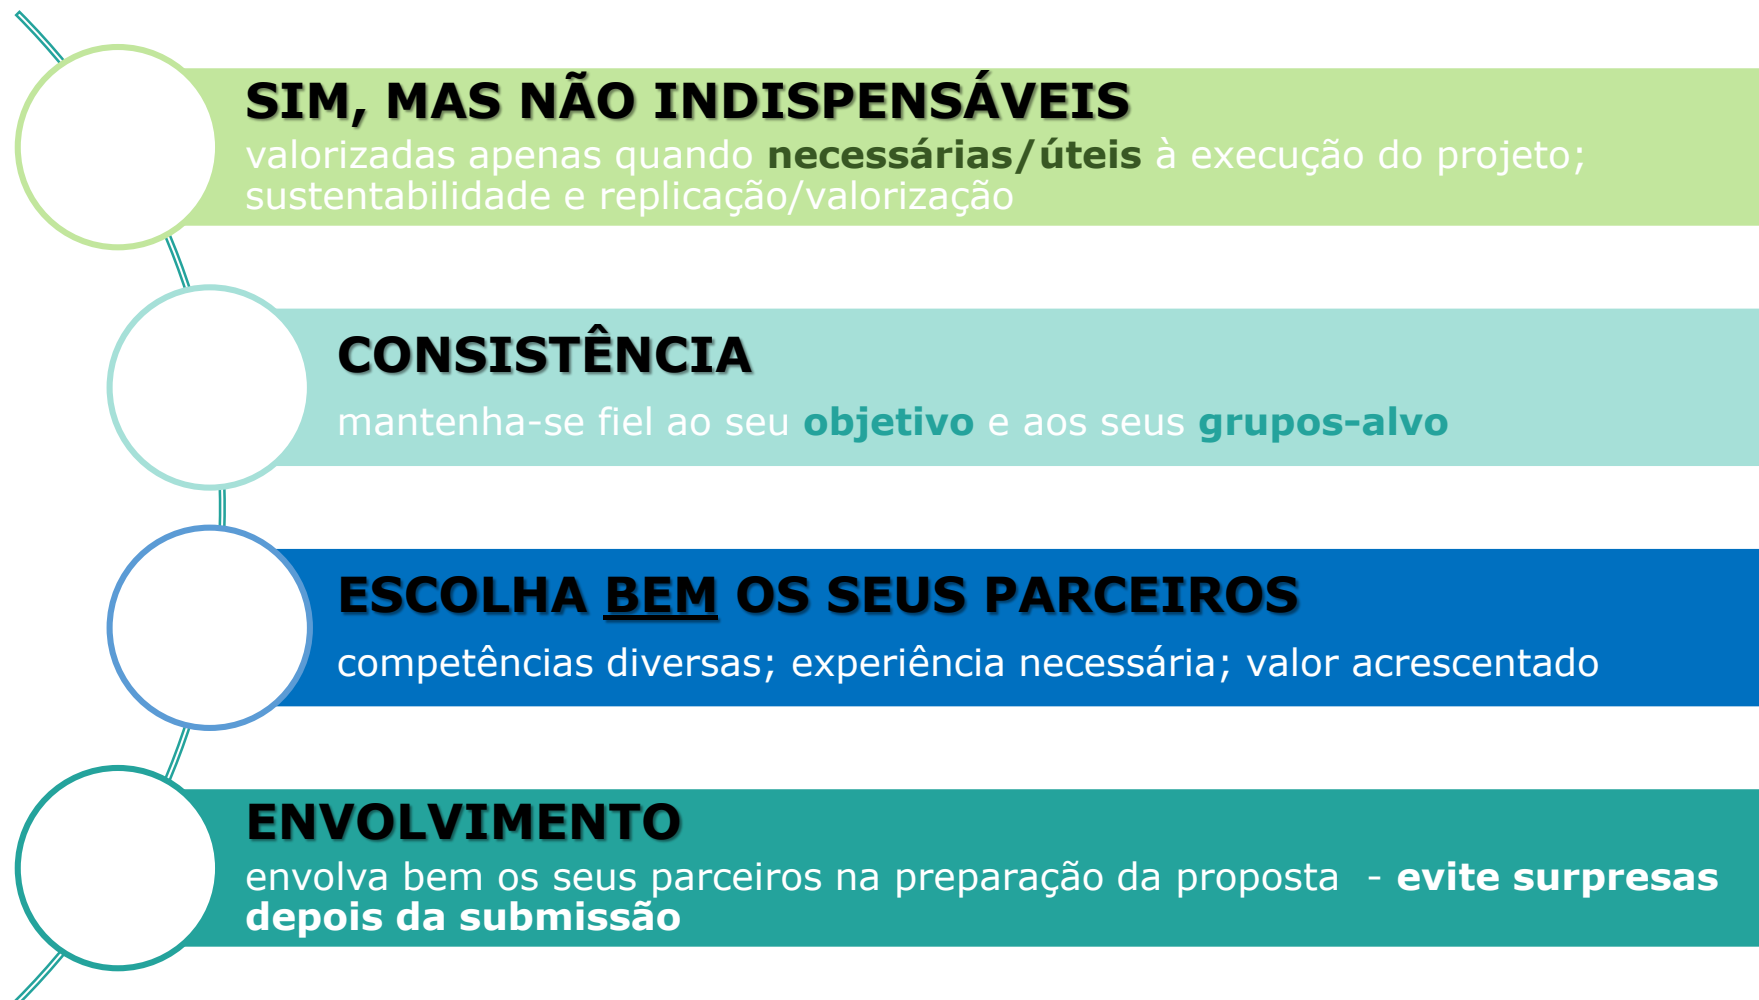 SIM, MAS NÃO INDISPENSÁVEIS
valorizadas apenas quando necessárias/úteis à execução do projeto;
sustentabilidade e replicação/valorização
CONSISTÊNCIA
mantenha-se fiel ao seu objetivo e aos seus grupos-alvo
ESCOLHA BEM OS SEUS PARCEIROS
competências diversas; experiência necessária; valor acrescentado
ENVOLVIMENTO
envolva bem os seus parceiros na preparação da proposta - evite surpresas
depois da submissão